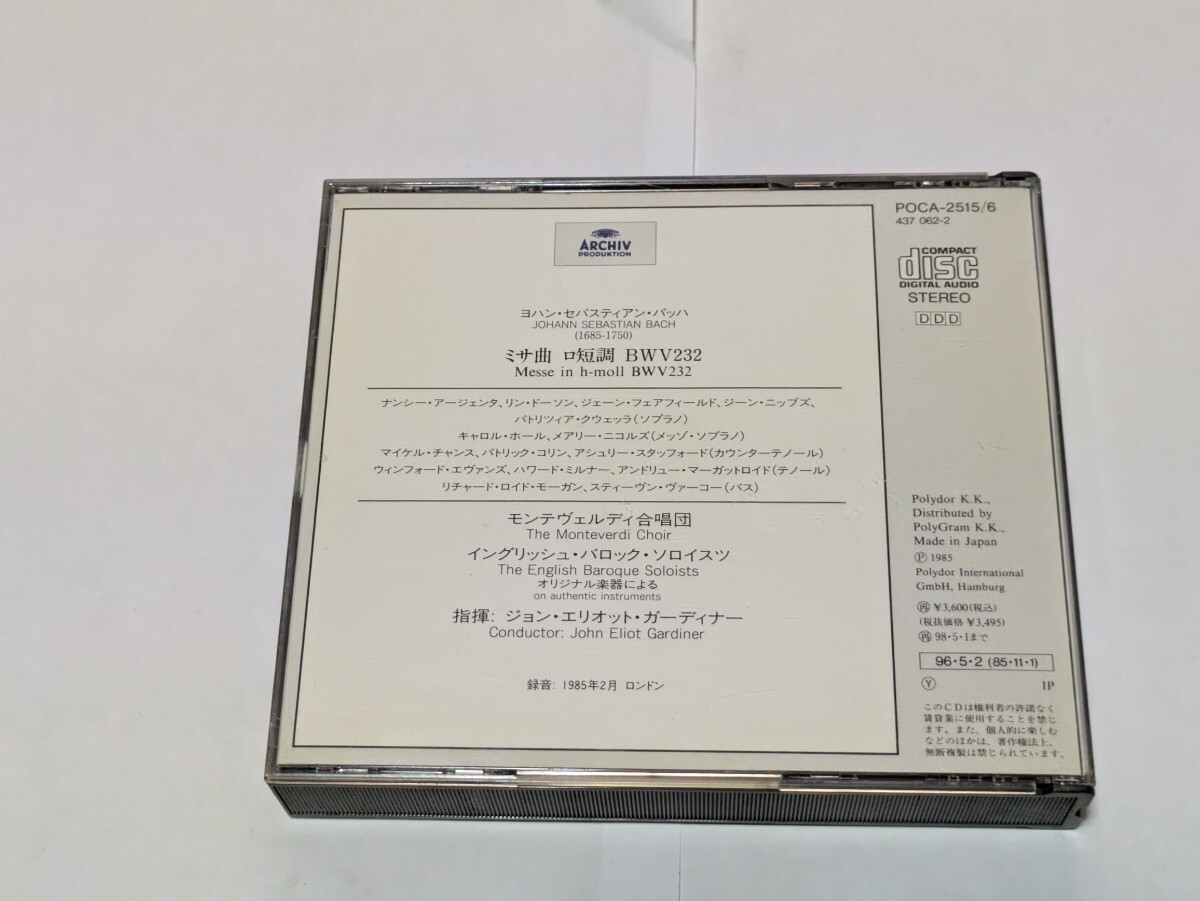 ARCHIV
PRODUKTION
ヨハン・セバスティアン・バッハ
JOHANN SEBASTIAN BACH
(1685-1750)
ミサ曲 ロ短調 BWV232
Messe in h-moll BWV232
ナンシー・アージェンタ、リン・ドーソン、ジェーン・フェアフィールド、ジーン・ニップズ、
パトリツィア・クウェッラ(ソプラノ)
キャロル・ホール、メアリー・ニコルズ(メッゾ・ソプラノ)
マイケル・チャンス、パトリック・コリン、アシュリー・スタッフォード(カウンターテノール)
ウィンフォード・エヴァンズ、ハワード・ミルナー、アンドリュー・マーガットロイド(テノール)
リチャード・ロイド・モーガン、スティーヴン・ヴァーコー(バス)
モンテヴェルディ合唱団
The Monteverdi Choir
イングリッシュ・バロック・ソロイスツ
The English Baroque Soloists
オリジナル楽器による
on authentic instruments
指揮: ジョン・エリオット・ガーディナー
Conductor: John Eliot Gardiner
録音: 1985年2月 ロンドン
POCA-2515/6
437 062-2
COMPACT
disc
DIGITAL AUDIO
STEREO
DDD
Polydor K.K.,
Distributed by
PolyGram K.K.,
Made in Japan
Ⓟ 1985
Polydor International
GmbH, Hamburg
㋐ ¥3,600(税込)
(税抜価格 ¥3,495)
再 98・5・1まで
96・5・2 (85・11・1)
Ⓨ 1P
このCDは権利者の許諾なく
賃貸業に使用することを禁じ
ます。また、個人的に楽しむ
などのほかは、著作権法上、
無断複製は禁じられています。